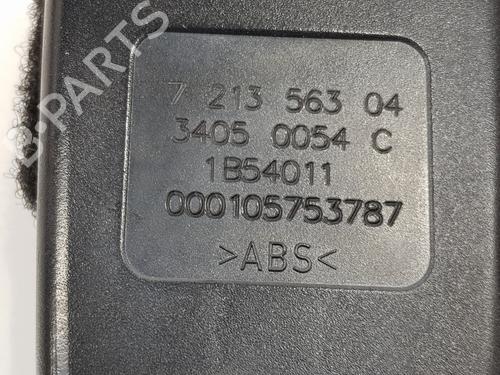 B-PARTS
7 213 563 04
3405 0054 C
1B54011
000105753787
>ABS<